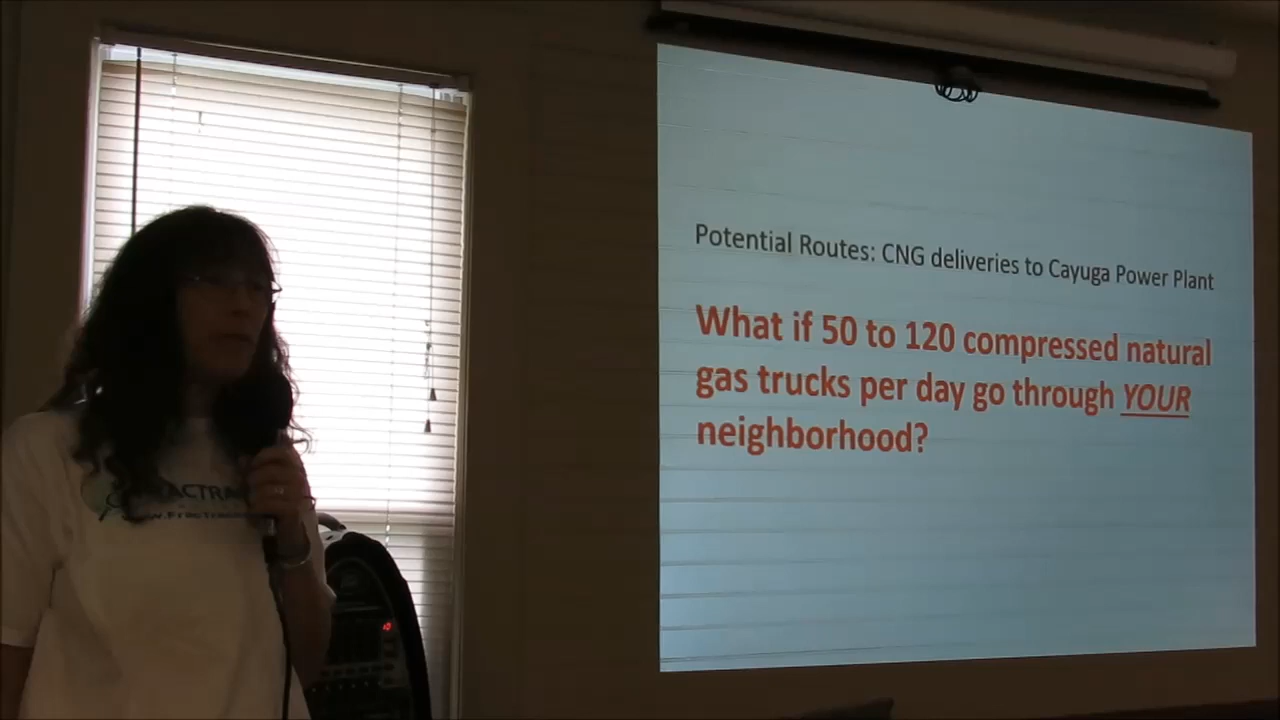 Potential Routes: CNG deliveries to Cayuga Power Plant
What if 50 to 120 compressed natural
gas trucks per day go through YOUR
neighborhood?